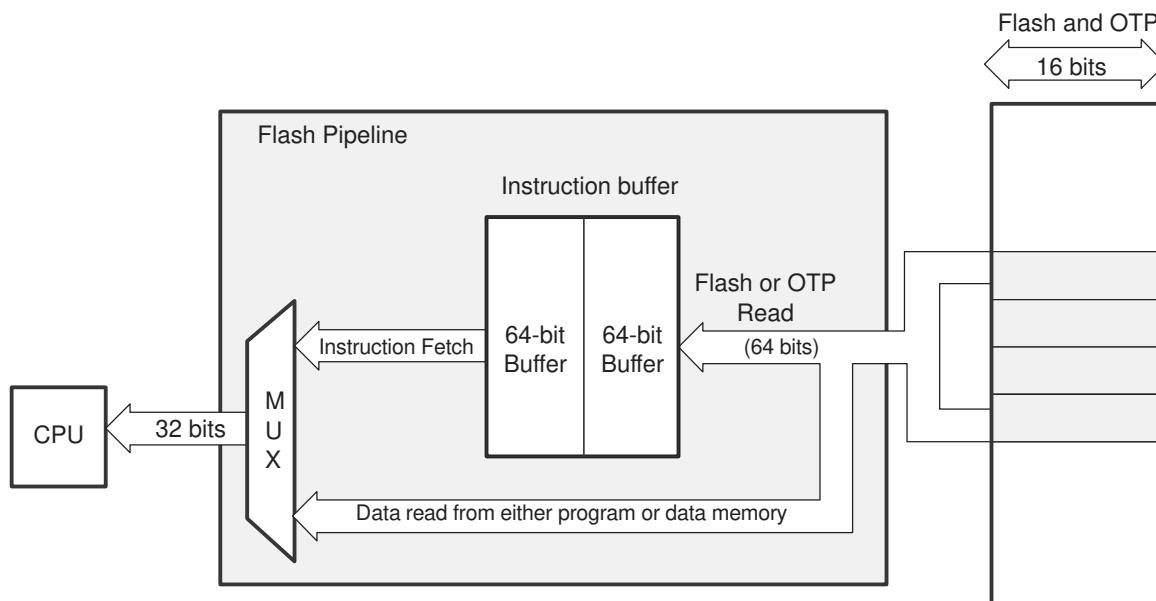 Flash and OTP
16 bits
Flash Pipeline
Instruction buffer
Flash or OTP
Read
(64 bits)
64-bit
Buffer
64-bit
Buffer
Instruction Fetch
M
U
X
CPU
32 bits
Data read from either program or data memory